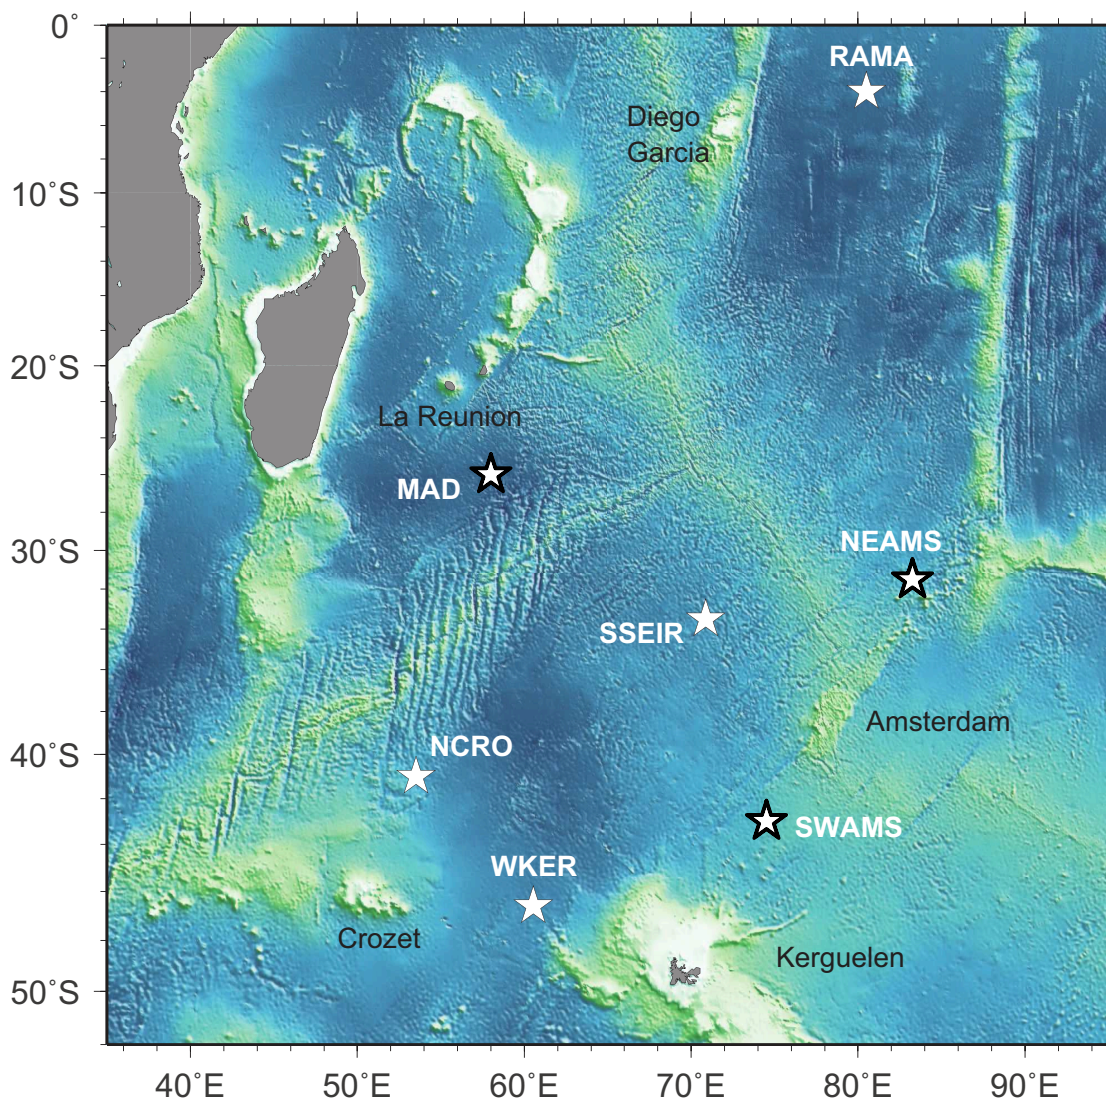 0°
RAMA
Diego
Garcia
10°S
20°S
La Reunion
MAD
NEAMS
30°S
SSEIR
Amsterdam
NCRO
40°S
SWAMS
WKER
Crozet
Kerguelen
50°S
40°E 50°E 60°E 70°E 80°E 90°E